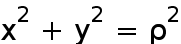 x² + y² = ρ²